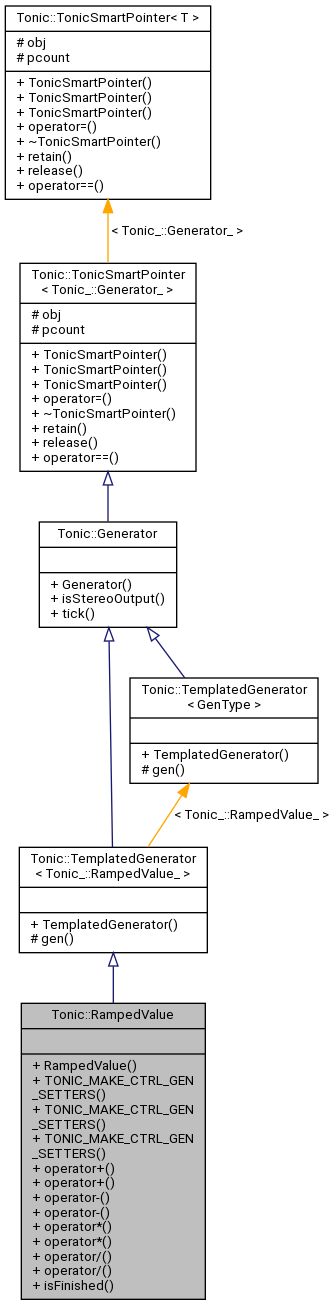 Tonic::TonicSmartPointer< T >
# obj
# pcount
+ TonicSmartPointer()
+ TonicSmartPointer()
+ TonicSmartPointer()
+ operator=()
+ ~TonicSmartPointer()
+ retain()
+ release()
+ operator==()
< Tonic_::Generator_ >
Tonic::TonicSmartPointer
< Tonic_::Generator_ >
# obj
# pcount
+ TonicSmartPointer()
+ TonicSmartPointer()
+ TonicSmartPointer()
+ operator=()
+ ~TonicSmartPointer()
+ retain()
+ release()
+ operator==()
Tonic::Generator
+ Generator()
+ isStereoOutput()
+ tick()
Tonic::TemplatedGenerator
< GenType >
+ TemplatedGenerator()
# gen()
< Tonic_::RampedValue_ >
Tonic::TemplatedGenerator
< Tonic_::RampedValue_ >
+ TemplatedGenerator()
# gen()
Tonic::RampedValue
+ RampedValue()
+ TONIC_MAKE_CTRL_GEN
_SETTERS()
+ TONIC_MAKE_CTRL_GEN
_SETTERS()
+ TONIC_MAKE_CTRL_GEN
_SETTERS()
+ operator+()
+ operator+()
+ operator-()
+ operator-()
+ operator*()
+ operator*()
+ operator/()
+ operator/()
+ isFinished()